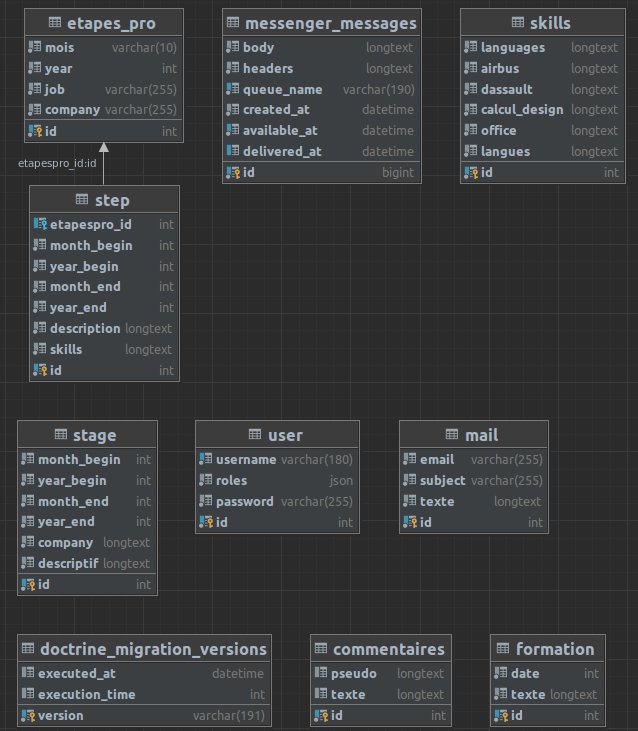 etapes_pro
mois varchar(10)
year int
job varchar(255)
company varchar(255)
id int
messenger_messages
body longtext
headers longtext
queue_name varchar(190)
created_at datetime
available_at datetime
delivered_at datetime
id bigint
skills
languages longtext
airbus longtext
dassault longtext
calcul_design longtext
office longtext
langues longtext
id int
etapespro_id:id
step
etapespro_id int
month_begin int
year_begin int
month_end int
year_end int
description longtext
skills longtext
id int
stage
month_begin int
year_begin int
month_end int
year_end int
company longtext
descriptif longtext
id int
user
username varchar(180)
roles json
password varchar(255)
id int
mail
email varchar(255)
subject varchar(255)
texte longtext
id int
doctrine_migration_versions
executed_at datetime
execution_time int
version varchar(191)
commentaires
pseudo longtext
texte longtext
id int
formation
date int
texte longtext
id int